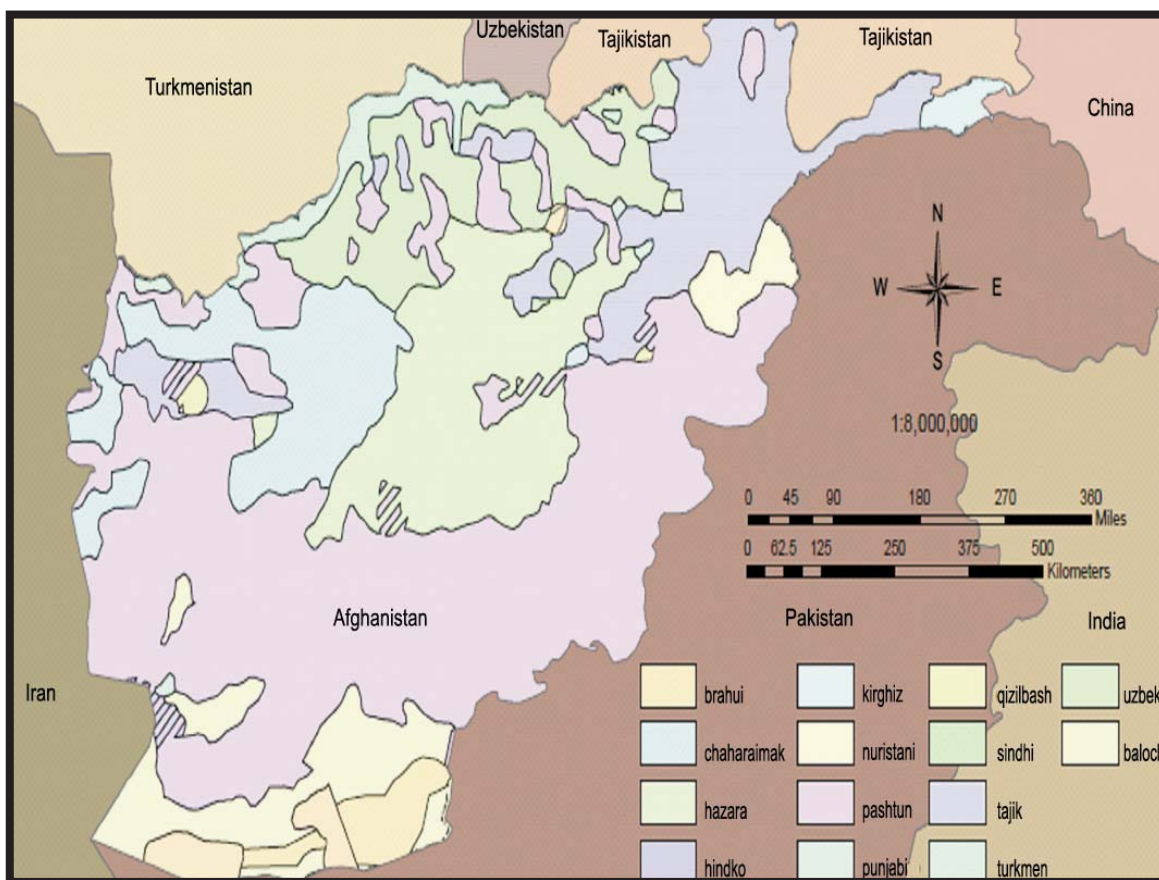 Uzbekistan
Tajikistan
Tajikistan
Turkmenistan
China
N
W E
S
1:8,000,000
0 45 90 180 270 360
Miles
0 62.5 125 250 375 500
Kilometers
Afghanistan
Pakistan
India
Iran
brahui
kirghiz
qizilbash
uzbek
chaharaimak
nuristani
sindhi
baloch
hazara
pashtun
tajik
hindko
punjabi
turkmen